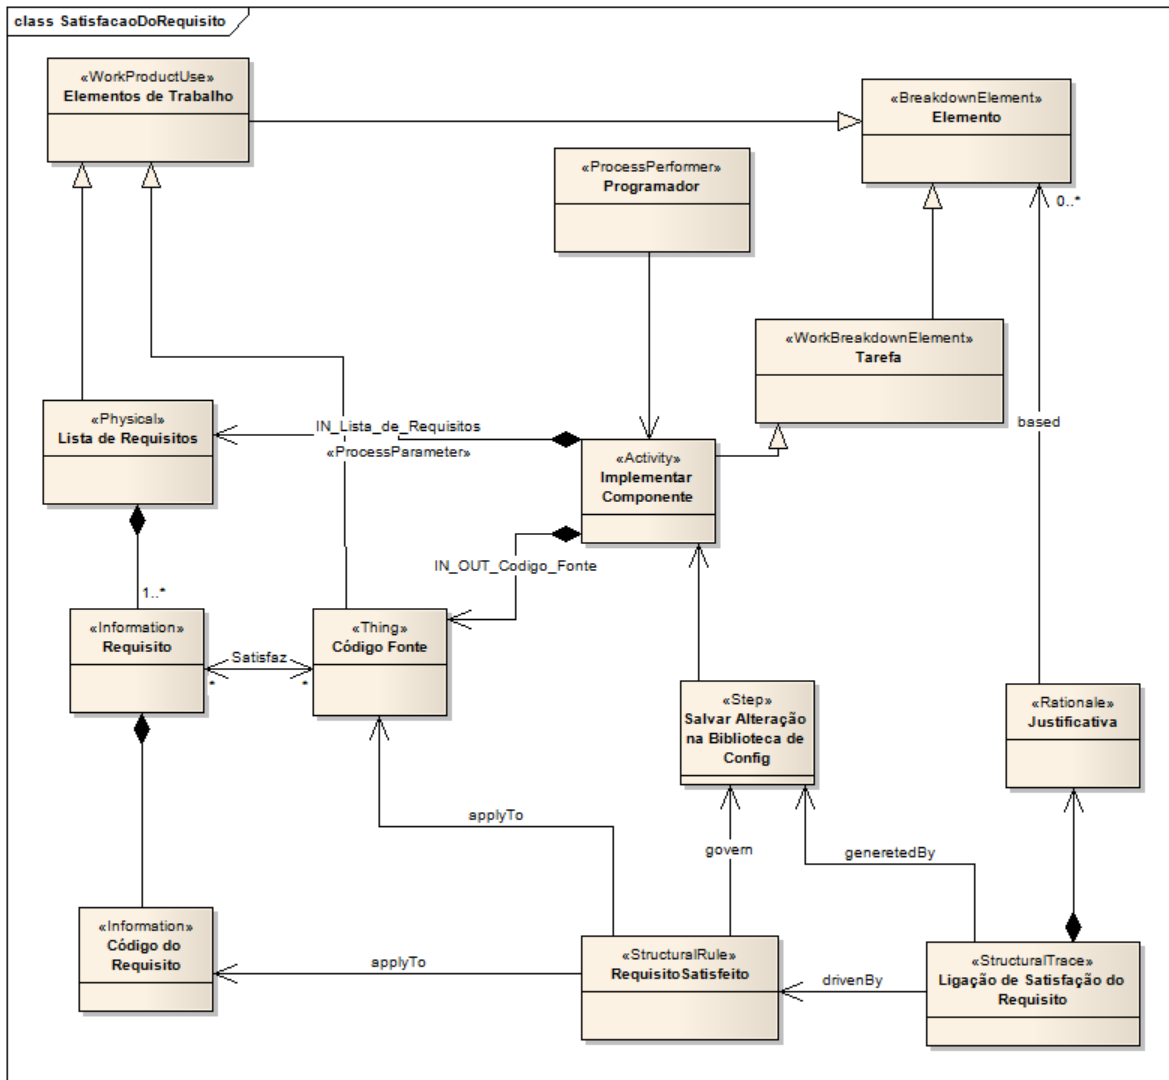 class SatisfacaoDoRequisito
«WorkProductUse»
Elementos de Trabalho
«BreakdownElement»
Elemento
«ProcessPerformer»
Programador
0..*
«WorkBreakdownElement»
Tarefa
«Physical»
Lista de Requisitos
IN_Lista_de_Requisitos
«ProcessParameter»
based
«Activity»
Implementar
Componente
IN_OUT_Codigo_Fonte
1..*
«Information»
Requisito
Satisfaz
*
*
«Thing»
Código Fonte
«Step»
Salvar Alteração
na Biblioteca de
Config
«Rationale»
Justificativa
applyTo
govern
generetedBy
«Information»
Código do
Requisito
applyTo
«StructuralRule»
RequisitoSatisfeito
drivenBy
«StructuralTrace»
Ligação de Satisfação do
Requisito